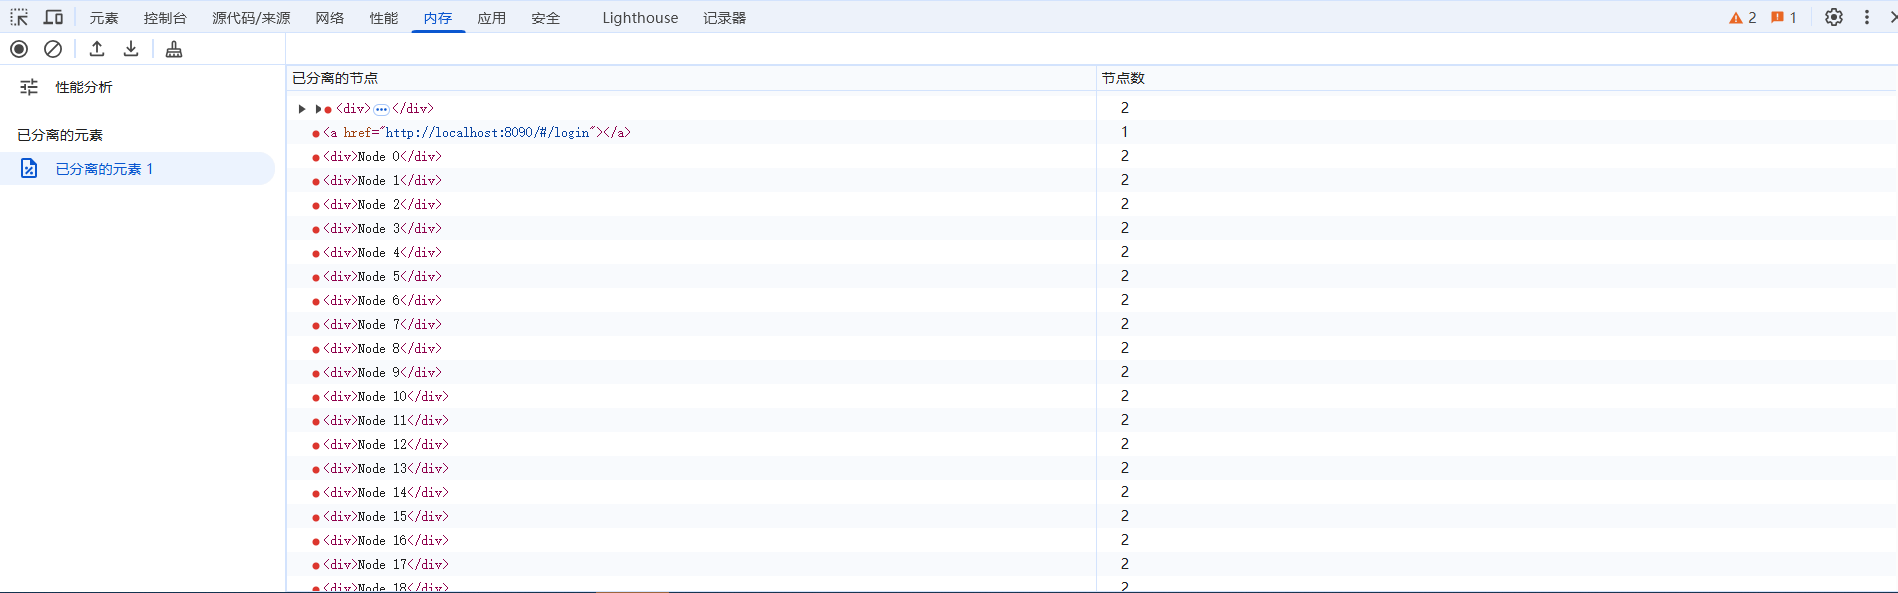 元素 控制台 源代码/来源 网络 性能 内存 应用 安全 Lighthouse 记录器 2 1
性能分析
已分离的元素
已分离的元素 1
已分离的节点 节点数
<div>…</div> 2
<a href="http://localhost:8090/#/login"></a> 1
<div>Node 0</div> 2
<div>Node 1</div> 2
<div>Node 2</div> 2
<div>Node 3</div> 2
<div>Node 4</div> 2
<div>Node 5</div> 2
<div>Node 6</div> 2
<div>Node 7</div> 2
<div>Node 8</div> 2
<div>Node 9</div> 2
<div>Node 10</div> 2
<div>Node 11</div> 2
<div>Node 12</div> 2
<div>Node 13</div> 2
<div>Node 14</div> 2
<div>Node 15</div> 2
<div>Node 16</div> 2
<div>Node 17</div> 2
<div>Node 18</div> 2